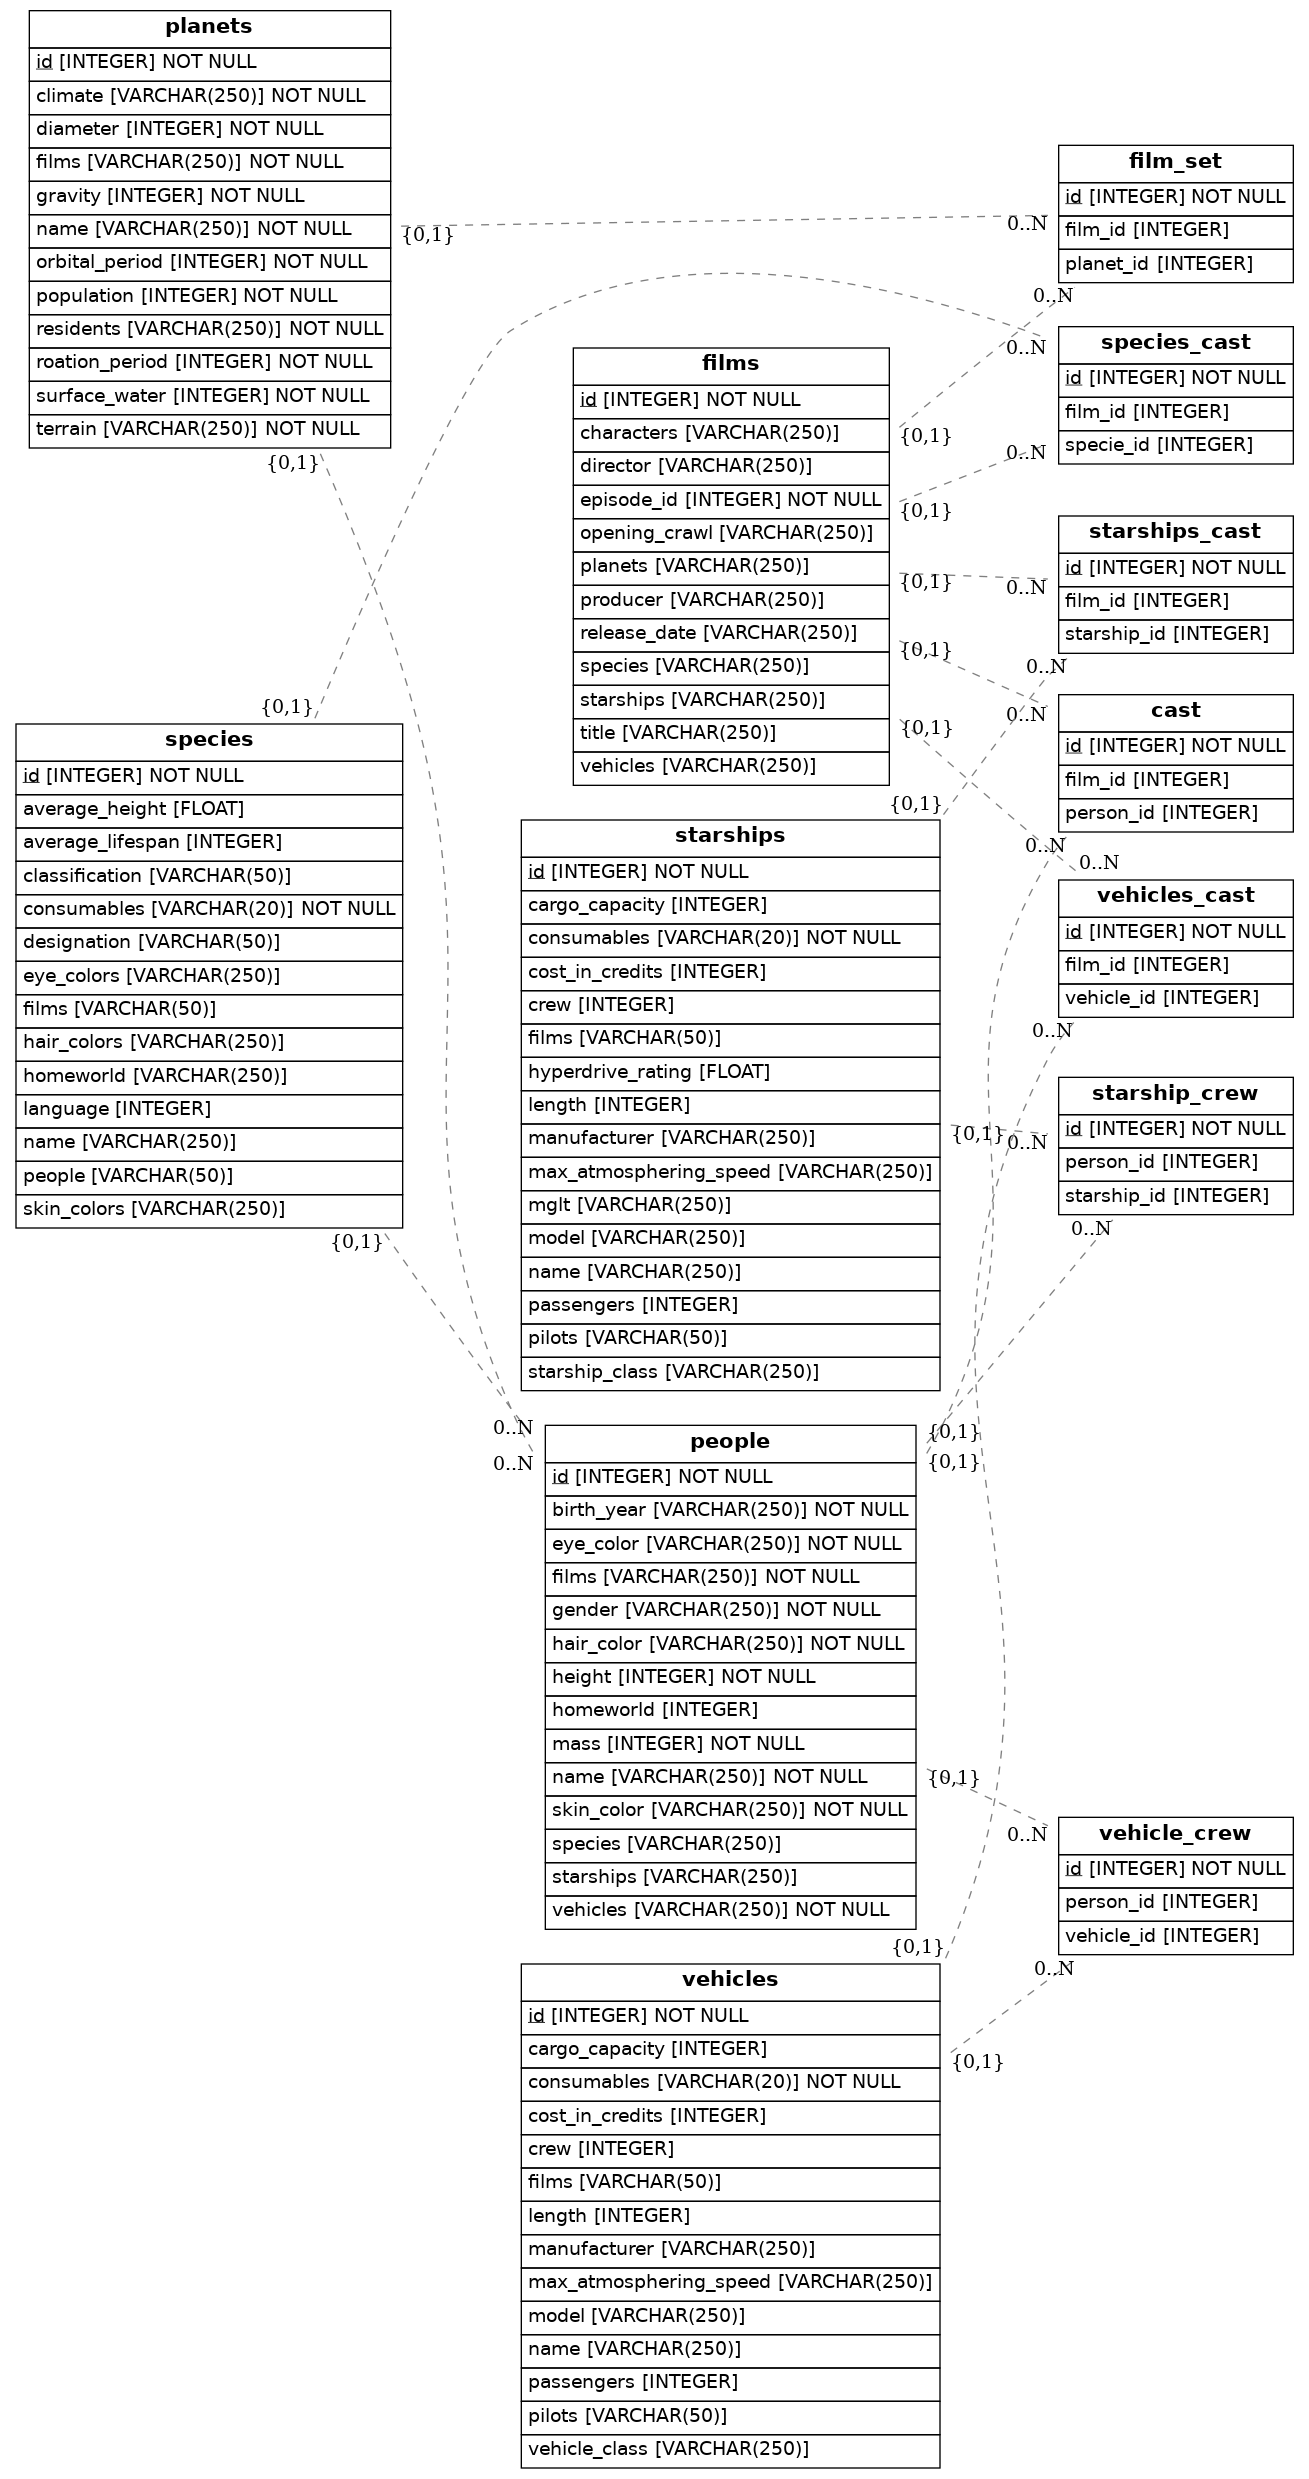 planets
id [INTEGER] NOT NULL
climate [VARCHAR(250)] NOT NULL
diameter [INTEGER] NOT NULL
films [VARCHAR(250)] NOT NULL
gravity [INTEGER] NOT NULL
name [VARCHAR(250)] NOT NULL
orbital_period [INTEGER] NOT NULL
population [INTEGER] NOT NULL
residents [VARCHAR(250)] NOT NULL
roation_period [INTEGER] NOT NULL
surface_water [INTEGER] NOT NULL
terrain [VARCHAR(250)] NOT NULL
{0,1}
{0,1}
{0,1}
species
id [INTEGER] NOT NULL
average_height [FLOAT]
average_lifespan [INTEGER]
classification [VARCHAR(50)]
consumables [VARCHAR(20)] NOT NULL
designation [VARCHAR(50)]
eye_colors [VARCHAR(250)]
films [VARCHAR(50)]
hair_colors [VARCHAR(250)]
homeworld [VARCHAR(250)]
language [INTEGER]
name [VARCHAR(250)]
people [VARCHAR(50)]
skin_colors [VARCHAR(250)]
{0,1}
films
id [INTEGER] NOT NULL
characters [VARCHAR(250)]
director [VARCHAR(250)]
episode_id [INTEGER] NOT NULL
opening_crawl [VARCHAR(250)]
planets [VARCHAR(250)]
producer [VARCHAR(250)]
release_date [VARCHAR(250)]
species [VARCHAR(250)]
starships [VARCHAR(250)]
title [VARCHAR(250)]
vehicles [VARCHAR(250)]
{0,1}
{0,1}
{0,1}
{0,1}
{0,1}
{0,1}
starships
id [INTEGER] NOT NULL
cargo_capacity [INTEGER]
consumables [VARCHAR(20)] NOT NULL
cost_in_credits [INTEGER]
crew [INTEGER]
films [VARCHAR(50)]
hyperdrive_rating [FLOAT]
length [INTEGER]
manufacturer [VARCHAR(250)]
max_atmosphering_speed [VARCHAR(250)]
mglt [VARCHAR(250)]
model [VARCHAR(250)]
name [VARCHAR(250)]
passengers [INTEGER]
pilots [VARCHAR(50)]
starship_class [VARCHAR(250)]
{0,1}
0..N
0..N
people
id [INTEGER] NOT NULL
birth_year [VARCHAR(250)] NOT NULL
eye_color [VARCHAR(250)] NOT NULL
films [VARCHAR(250)] NOT NULL
gender [VARCHAR(250)] NOT NULL
hair_color [VARCHAR(250)] NOT NULL
height [INTEGER] NOT NULL
homeworld [INTEGER]
mass [INTEGER] NOT NULL
name [VARCHAR(250)] NOT NULL
skin_color [VARCHAR(250)] NOT NULL
species [VARCHAR(250)]
starships [VARCHAR(250)]
vehicles [VARCHAR(250)] NOT NULL
{0,1}
{0,1}
{0,1}
{0,1}
vehicles
id [INTEGER] NOT NULL
cargo_capacity [INTEGER]
consumables [VARCHAR(20)] NOT NULL
cost_in_credits [INTEGER]
crew [INTEGER]
films [VARCHAR(50)]
length [INTEGER]
manufacturer [VARCHAR(250)]
max_atmosphering_speed [VARCHAR(250)]
model [VARCHAR(250)]
name [VARCHAR(250)]
passengers [INTEGER]
pilots [VARCHAR(50)]
vehicle_class [VARCHAR(250)]
{0,1}
film_set
id [INTEGER] NOT NULL
film_id [INTEGER]
planet_id [INTEGER]
0..N
0..N
species_cast
id [INTEGER] NOT NULL
film_id [INTEGER]
specie_id [INTEGER]
0..N
0..N
starships_cast
id [INTEGER] NOT NULL
film_id [INTEGER]
starship_id [INTEGER]
0..N
0..N
cast
id [INTEGER] NOT NULL
film_id [INTEGER]
person_id [INTEGER]
0..N
0..N
0..N
vehicles_cast
id [INTEGER] NOT NULL
film_id [INTEGER]
vehicle_id [INTEGER]
0..N
starship_crew
id [INTEGER] NOT NULL
person_id [INTEGER]
starship_id [INTEGER]
0..N
0..N
vehicle_crew
id [INTEGER] NOT NULL
person_id [INTEGER]
vehicle_id [INTEGER]
0..N
0..N